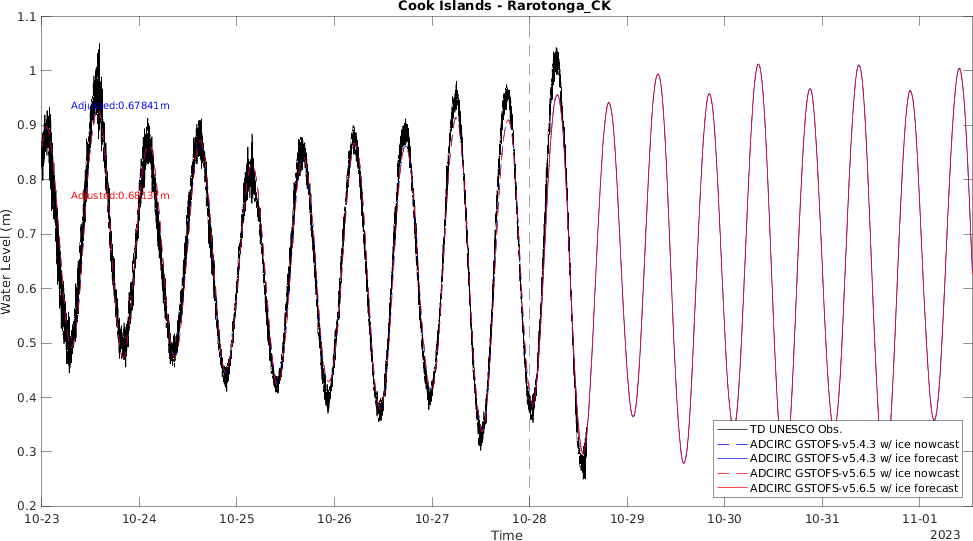 Cook Islands - Rarotonga_CK
1.1
1
0.9
0.8
0.7
0.6
0.5
0.4
0.3
0.2
Water Level (m)
Adjusted:0.67841m
TD UNESCO Obs.
ADCIRC GSTOFS-v5.4.3 w/ ice nowcast
ADCIRC GSTOFS-v5.4.3 w/ ice forecast
ADCIRC GSTOFS-v5.6.5 w/ ice nowcast
ADCIRC GSTOFS-v5.6.5 w/ ice forecast
10-23
10-24
10-25
10-26
10-27
10-28
10-29
10-30
10-31
11-01
Time
2023